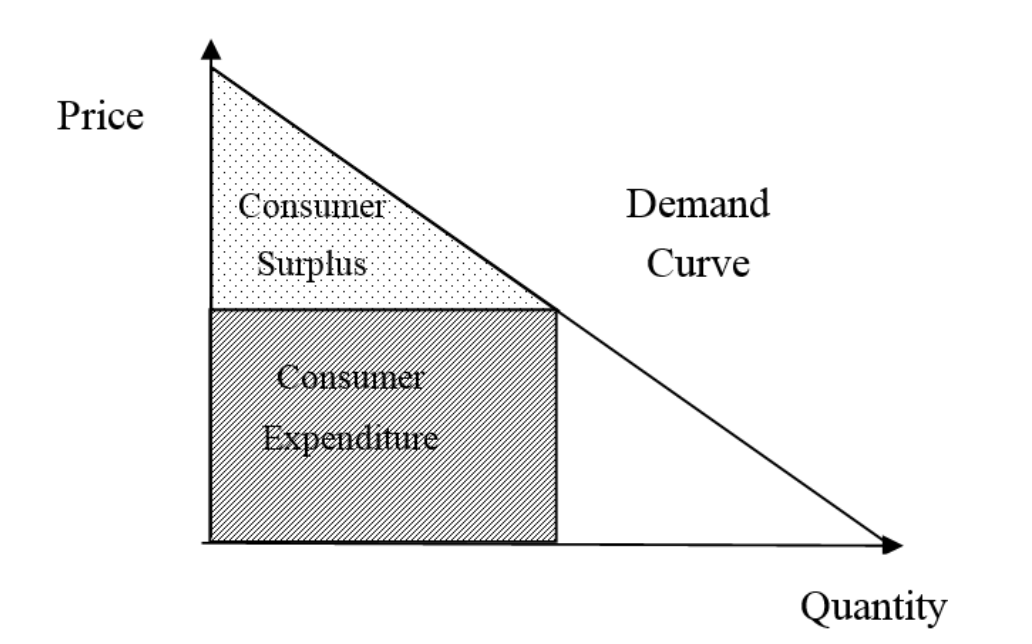 Price
Consumer
Surplus
Demand
Curve
Consumer
Expenditure
Quantity